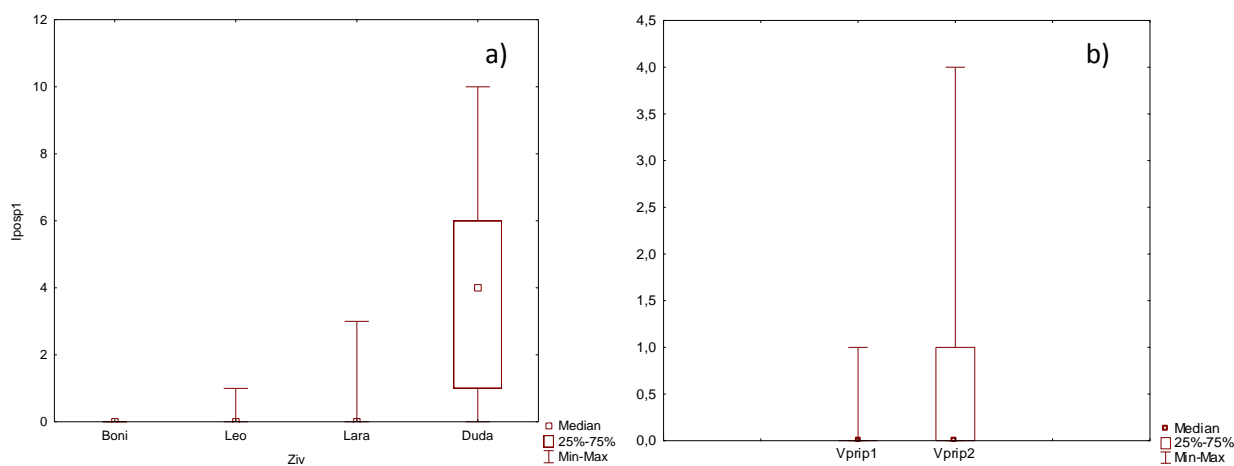 a)
12
10
8
6
4
2
0
Iposp1
Boni Leo Lara Duda
Ziv
Median
25%-75%
Min-Max
b)
4,5
4,0
3,5
3,0
2,5
2,0
1,5
1,0
0,5
0,0
Vprip1 Vprip2
Median
25%-75%
Min-Max